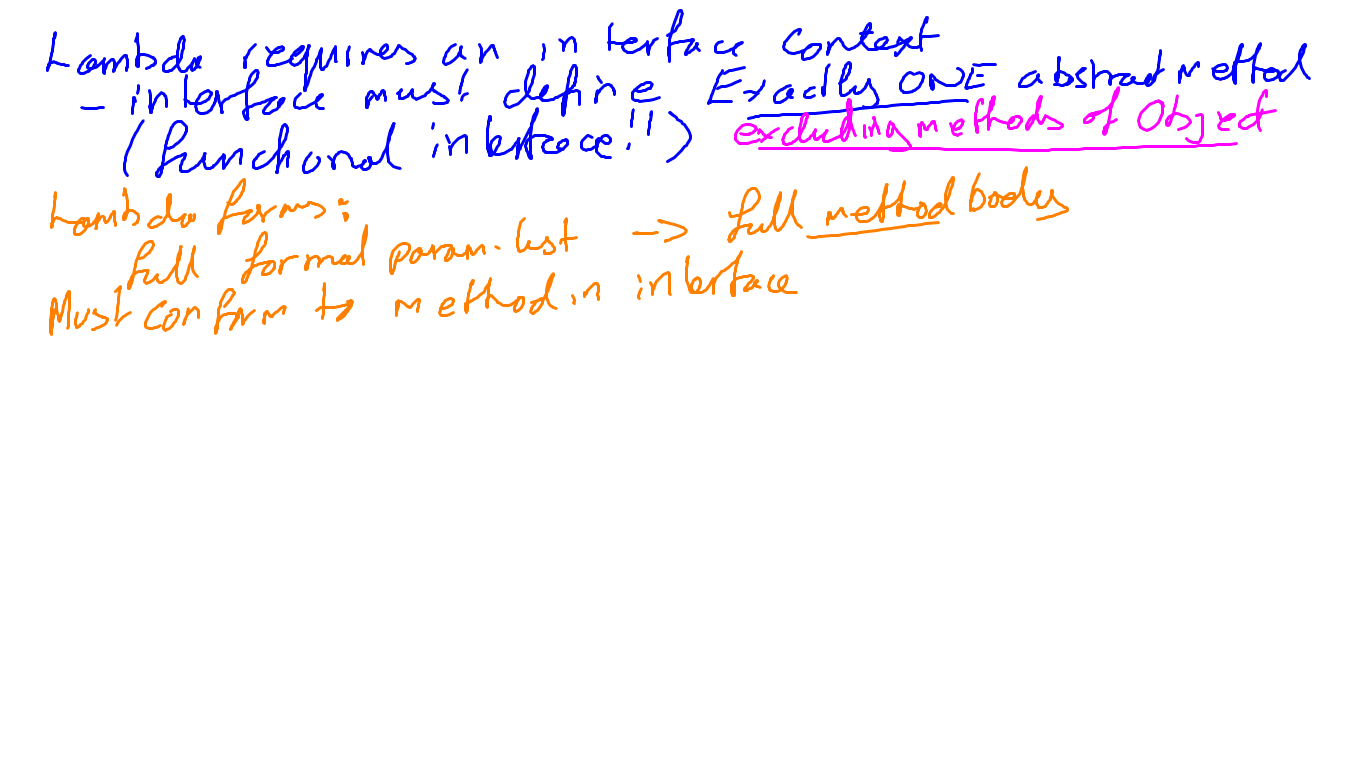 Lambda requires an interface context
- interface must define Exactly ONE abstract method
(functional interface!!) excluding methods of Object
Lambda forms:
full formal param. list -> full method body
Must conform to method in interface